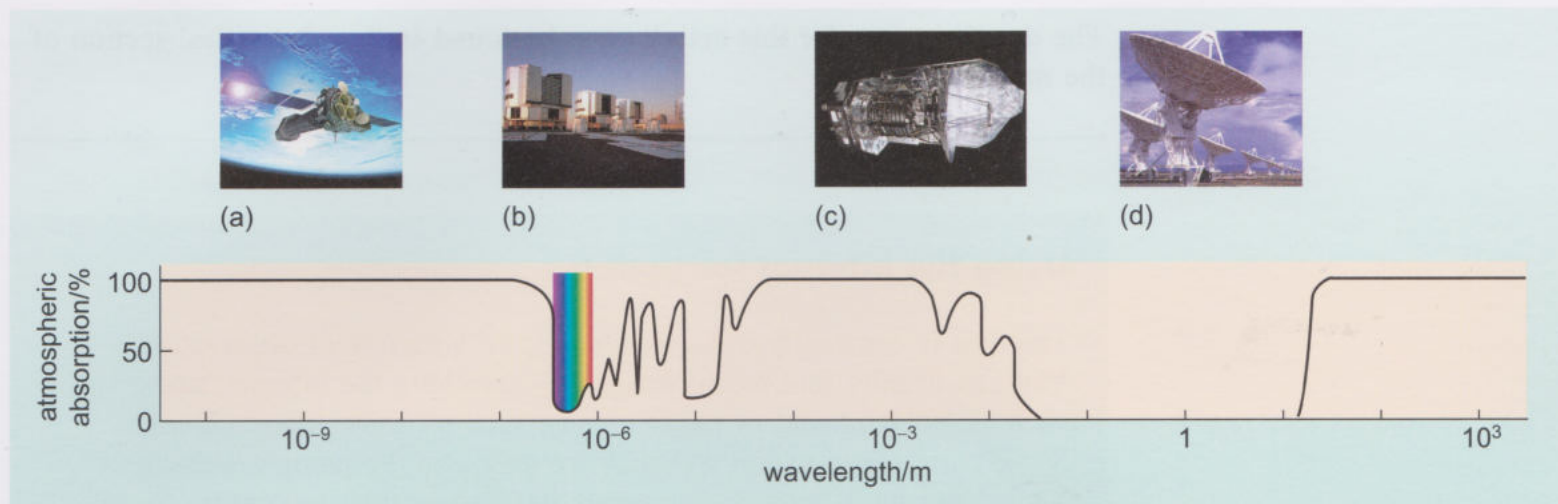 (a)
(b)
(c)
(d)
atmospheric
absorption/%
100
50
0
10⁻⁹
10⁻⁶
10⁻³
1
10³
wavelength/m